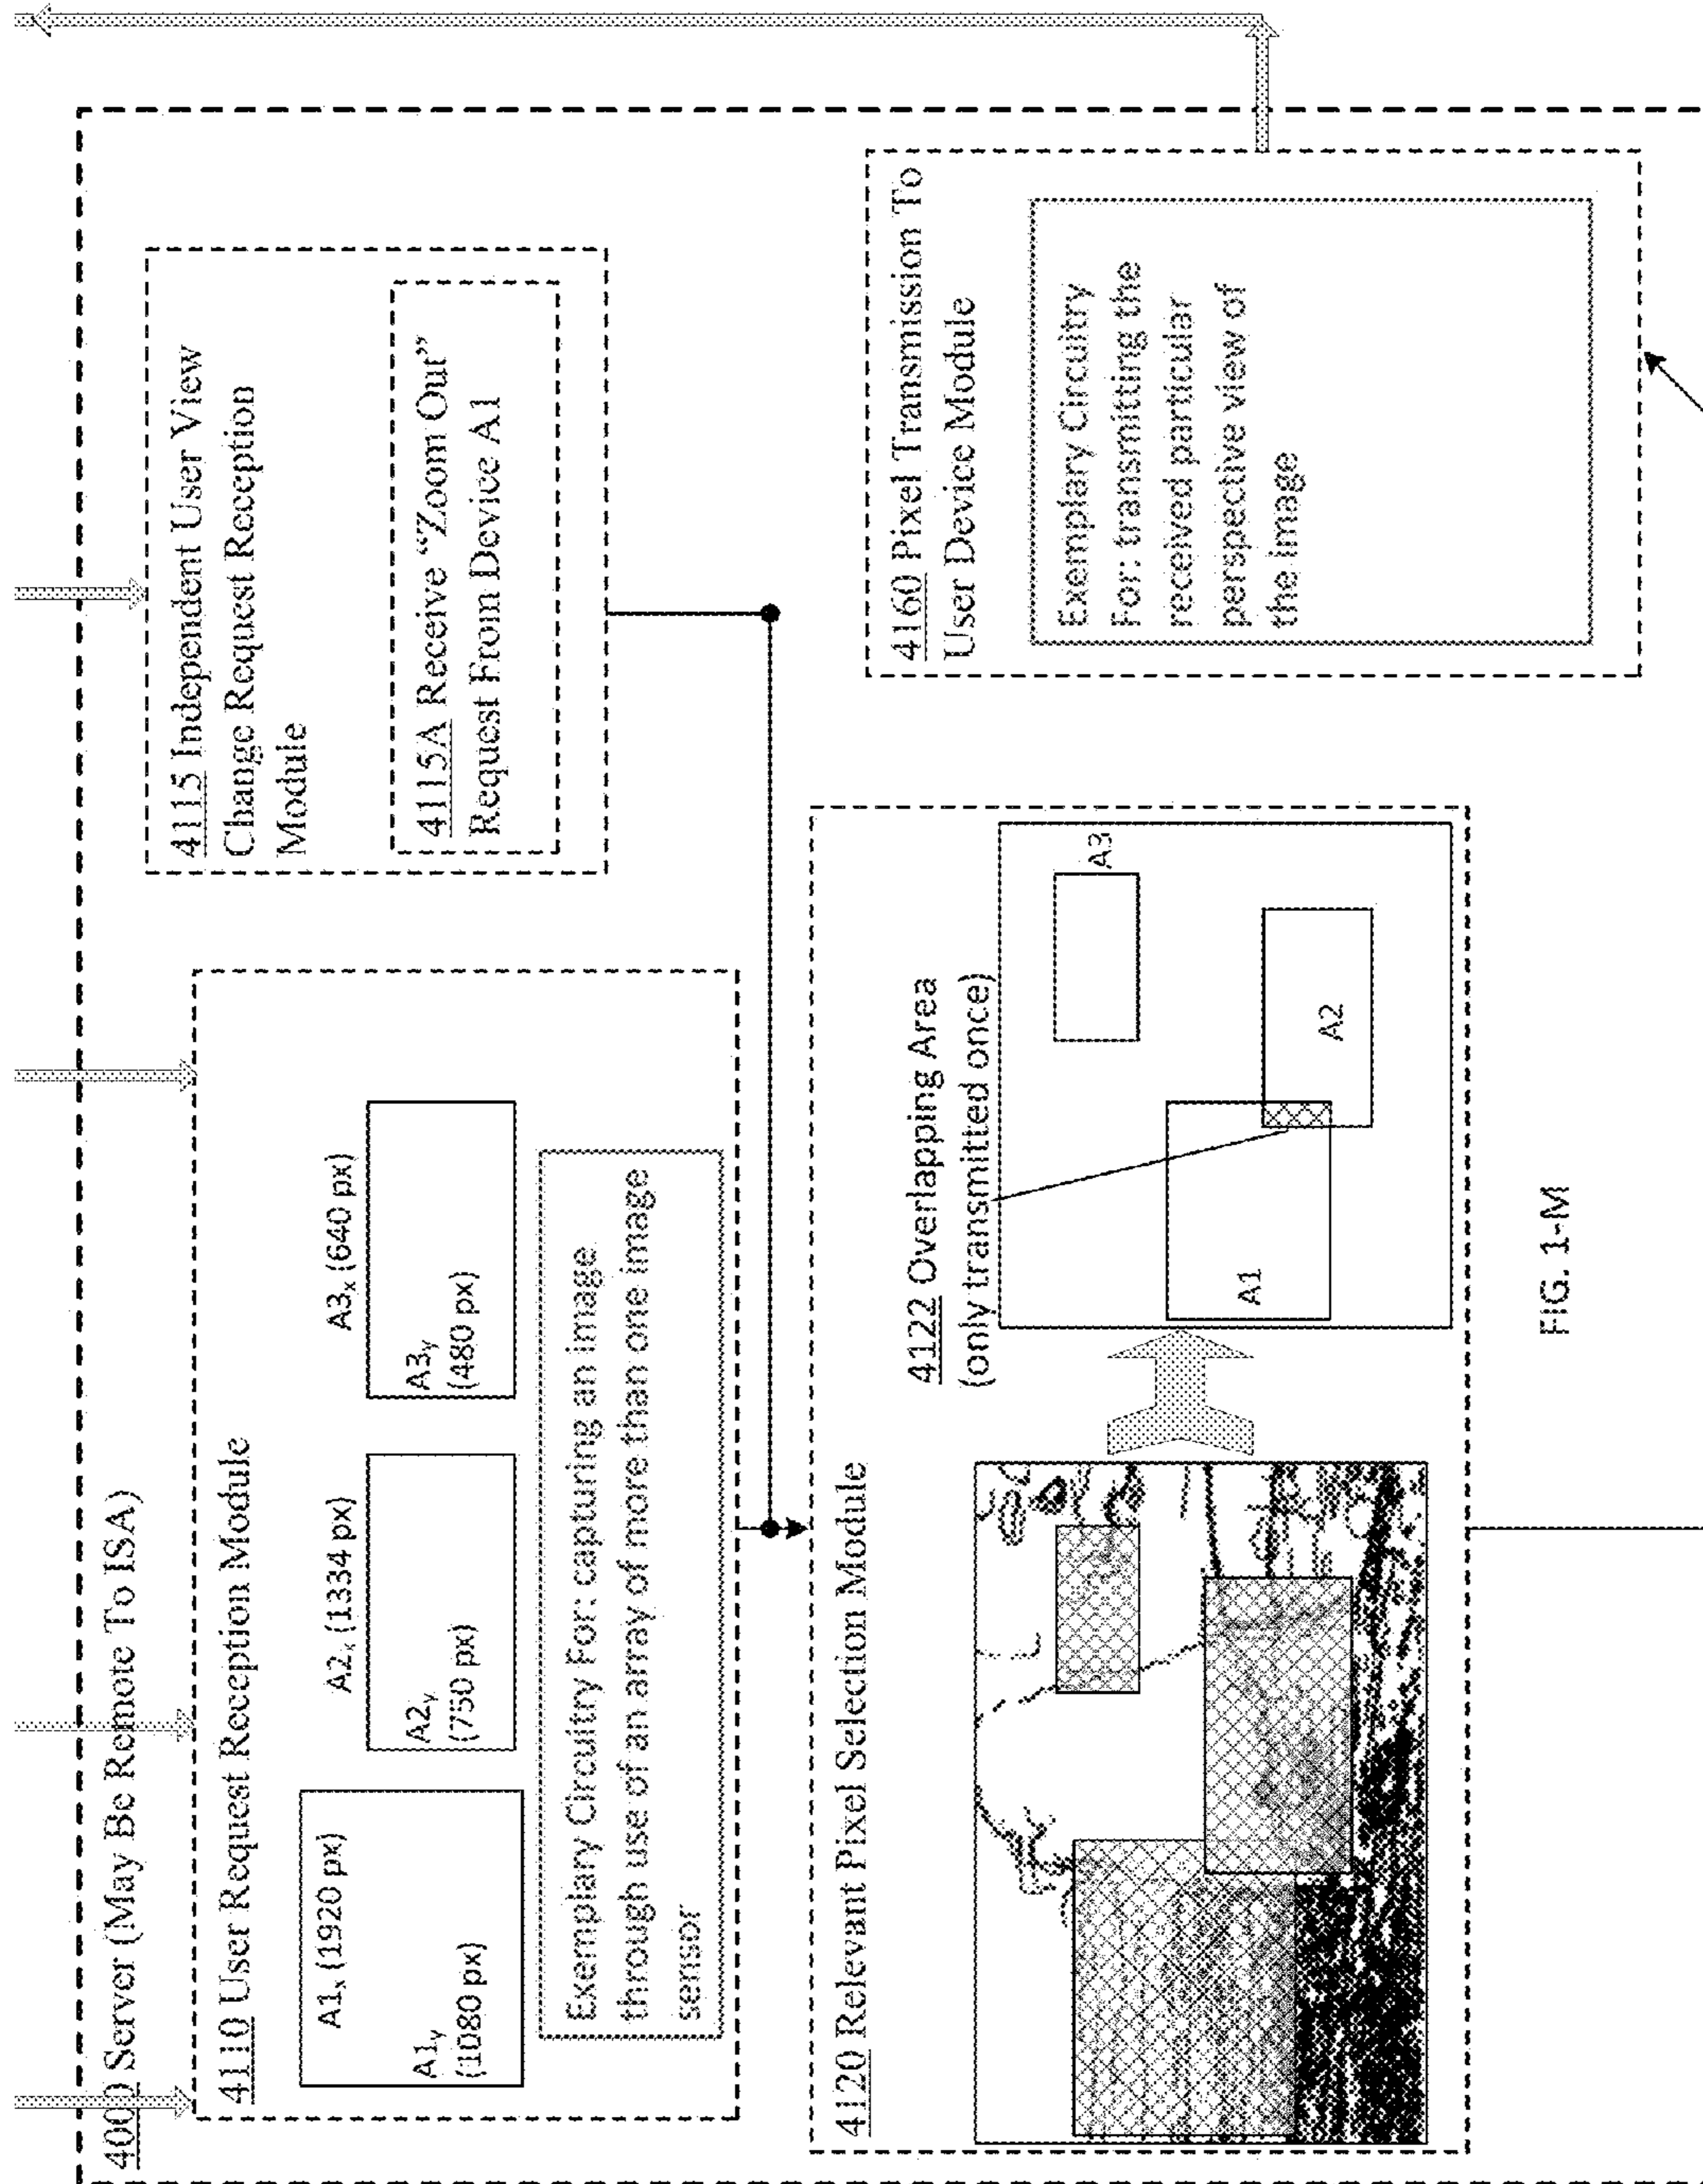 4000 Server (May Be Remote To ISA)
4110 User Request Reception Module
A1x (1920 px)
A1y
(1080 px)
A2x (1334 px)
A2y
(750 px)
A3x (640 px)
A3y
(480 px)
Exemplary Circuitry For: capturing an image
through use of an array of more than one image
sensor
4115 Independent User View
Change Request Reception
Module
4115A Receive “Zoom Out”
Request From Device A1
4120 Relevant Pixel Selection Module
4122 Overlapping Area
(only transmitted once)
A1
A2
A3
4160 Pixel Transmission To
User Device Module
Exemplary Circuitry
For: transmitting the
received particular
perspective view of
the image
FIG. 1-M